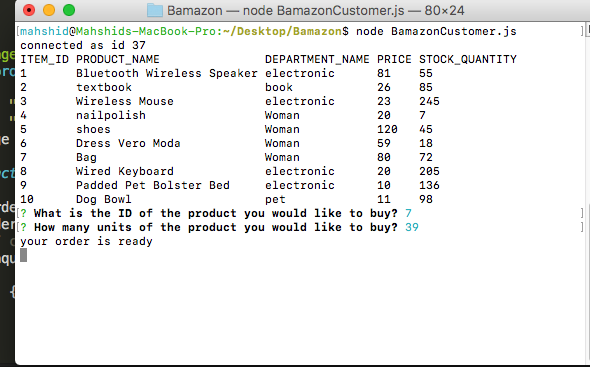 Bamazon — node BamazonCustomer.js — 80×24
[mahshid@Mahshids-MacBook-Pro:~/Desktop/Bamazon$ node BamazonCustomer.js ]
connected as id 37
ITEM_ID PRODUCT_NAME DEPARTMENT_NAME PRICE STOCK_QUANTITY
1 Bluetooth Wireless Speaker electronic 81 55
2 textbook book 26 85
3 Wireless Mouse electronic 23 245
4 nailpolish Woman 20 7
5 shoes Woman 120 45
6 Dress Vero Moda Woman 59 18
7 Bag Woman 80 72
8 Wired Keyboard electronic 20 205
9 Padded Pet Bolster Bed electronic 10 136
10 Dog Bowl pet 11 98
[? What is the ID of the product you would like to buy? 7 ]
[? How many units of the product you would like to buy? 39 ]
your order is ready